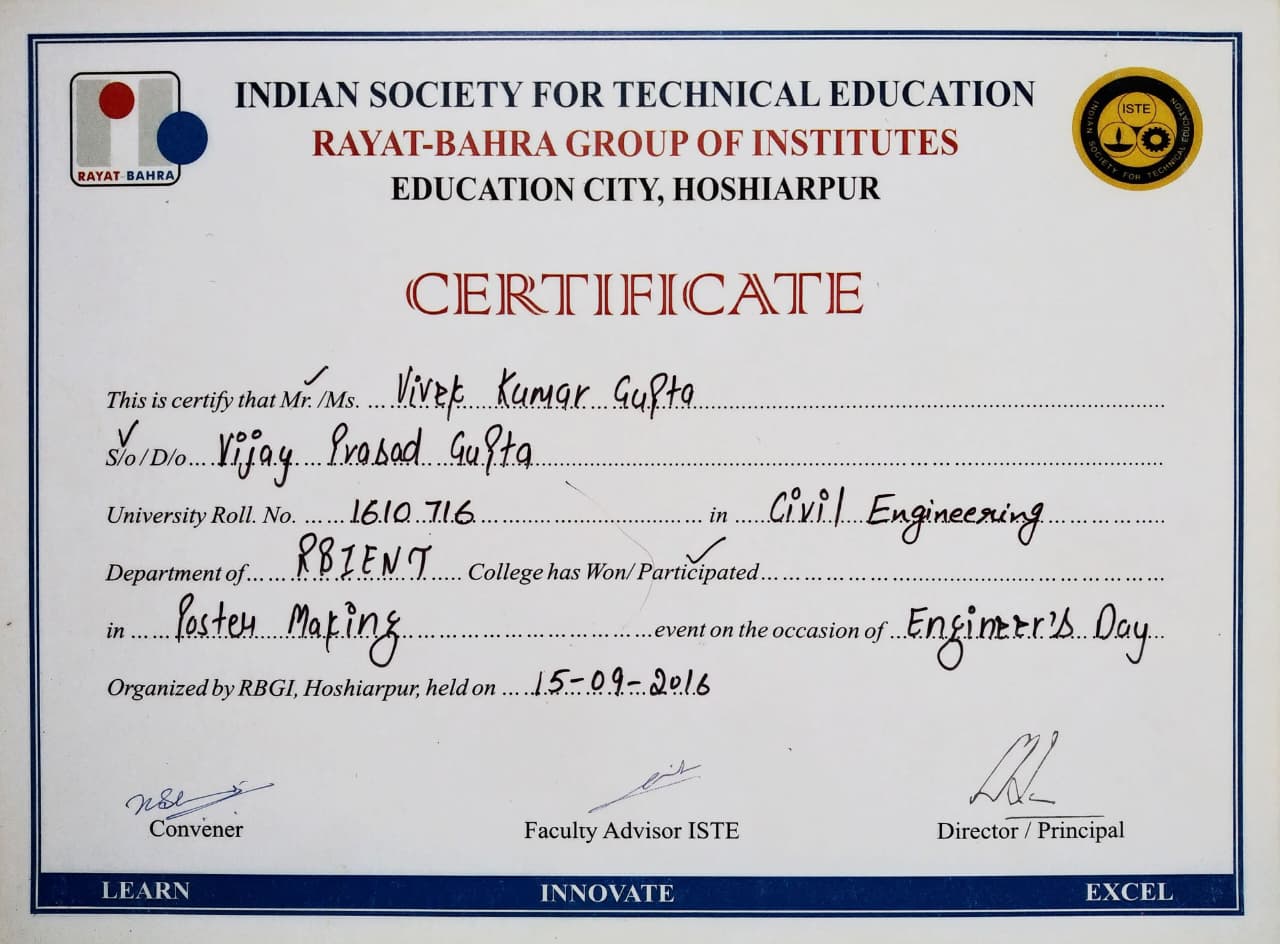 INDIAN SOCIETY FOR TECHNICAL EDUCATION
RAYAT-BAHRA GROUP OF INSTITUTES
EDUCATION CITY, HOSHIARPUR
RAYAT-BAHRA
ISTE
INDIAN SOCIETY FOR TECHNICAL EDUCATION
CERTIFICATE
This is certify that Mr. /Ms. Vivek Kumar Gupta
S/o / D/o Vijay Prasad Gupta
University Roll. No. 1610716 in Civil Engineering
Department of RBIENT College has Won/ Participated
in Poster Making event on the occasion of Engineer's Day
Organized by RBGI, Hoshiarpur, held on 15-09-2016
Convener Faculty Advisor ISTE Director / Principal
LEARN INNOVATE EXCEL